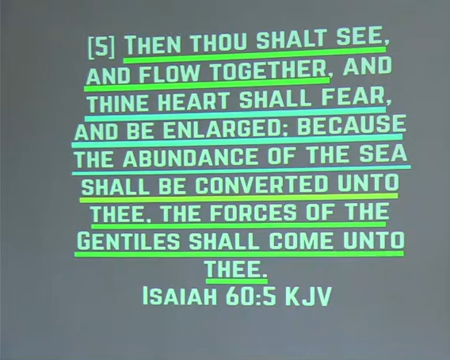 [5] Then thou shalt see,
and flow together, and
thine heart shall fear,
and be enlarged: because
the abundance of the sea
shall be converted unto
thee, the forces of the
Gentiles shall come unto
thee.
Isaiah 60:5 KJV